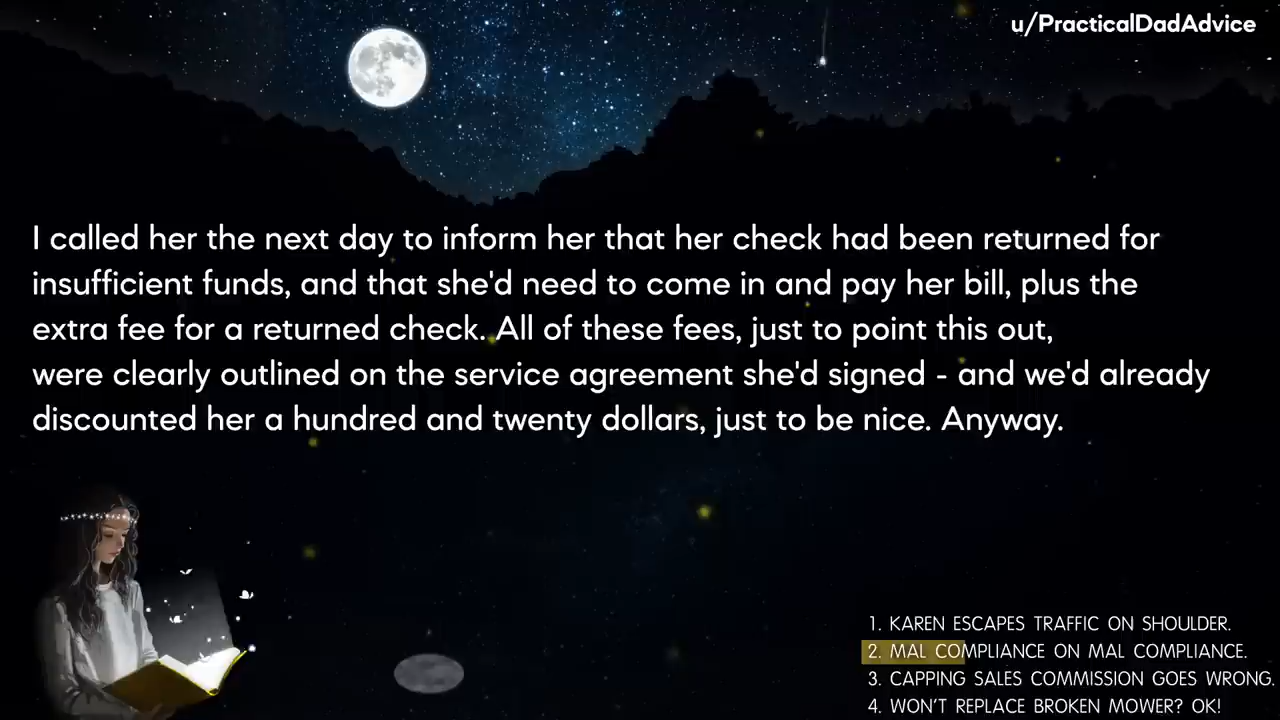 u/PracticalDadAdvice
I called her the next day to inform her that her check had been returned for
insufficient funds, and that she'd need to come in and pay her bill, plus the
extra fee for a returned check. All of these fees, just to point this out,
were clearly outlined on the service agreement she'd signed - and we'd already
discounted her a hundred and twenty dollars, just to be nice. Anyway.
1. KAREN ESCAPES TRAFFIC ON SHOULDER.
2. MAL COMPLIANCE ON MAL COMPLIANCE.
3. CAPPING SALES COMMISSION GOES WRONG.
4. WON'T REPLACE BROKEN MOWER? OK!